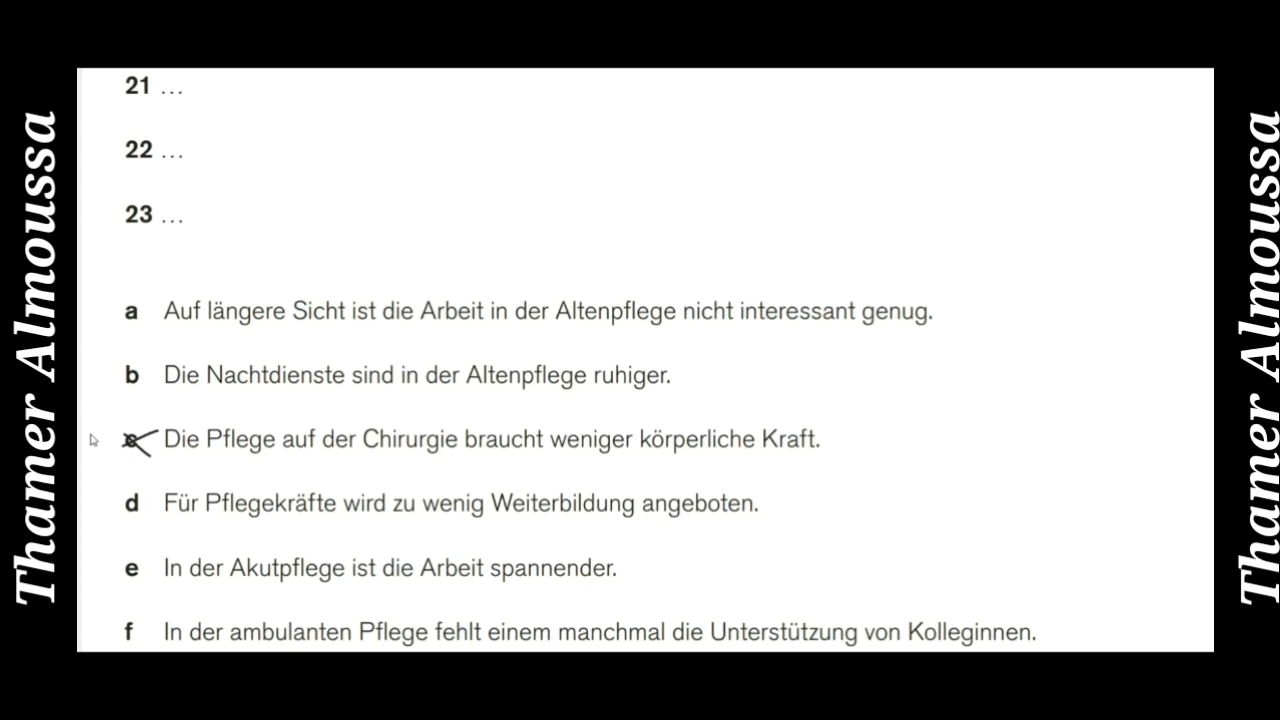 Thamer Almoussa
21 ...
22 ...
23 ...
a Auf längere Sicht ist die Arbeit in der Altenpflege nicht interessant genug.
b Die Nachtdienste sind in der Altenpflege ruhiger.
Die Pflege auf der Chirurgie braucht weniger körperliche Kraft.
d Für Pflegekräfte wird zu wenig Weiterbildung angeboten.
e In der Akutpflege ist die Arbeit spannender.
f In der ambulanten Pflege fehlt einem manchmal die Unterstützung von Kolleginnen.
Thamer Almoussa